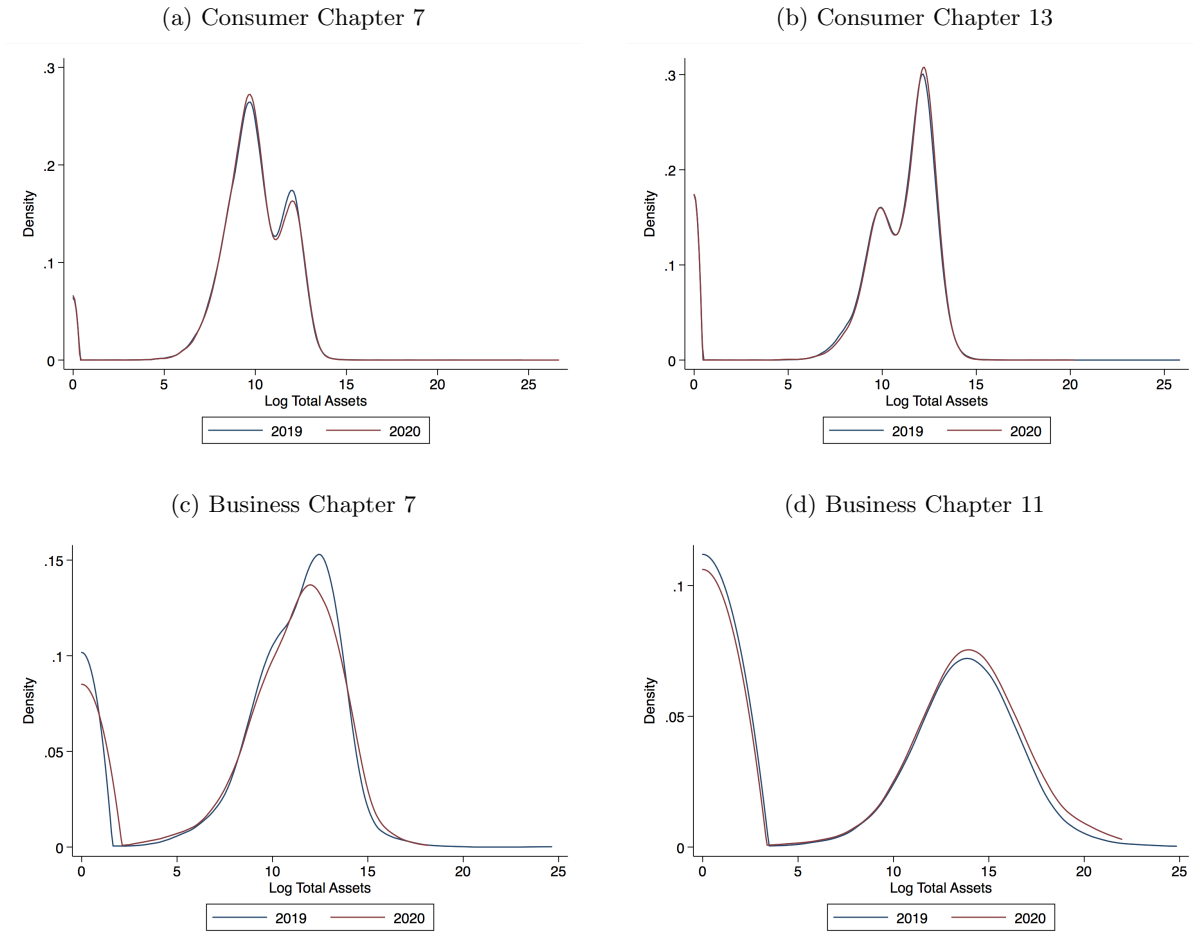 (a) Consumer Chapter 7
.3
.2
.1
0
Density
0 5 10 15 20 25
Log Total Assets
2019 2020
(b) Consumer Chapter 13
.3
.2
.1
0
Density
0 5 10 15 20 25
Log Total Assets
2019 2020
(c) Business Chapter 7
.15
.1
.05
0
Density
0 5 10 15 20 25
Log Total Assets
2019 2020
(d) Business Chapter 11
.1
.05
0
Density
0 5 10 15 20 25
Log Total Assets
2019 2020